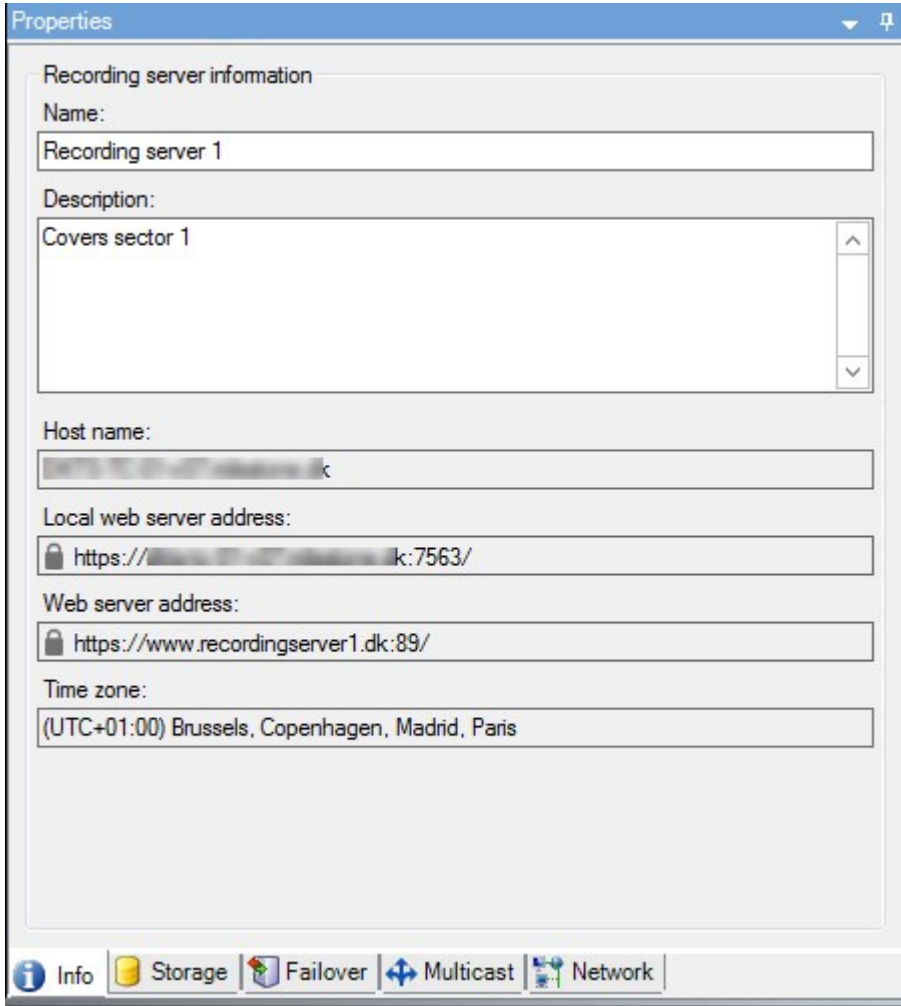 Properties
Recording server information
Name:
Recording server 1
Description:
Covers sector 1
Host name:
Local web server address:
https:// k:7563/
Web server address:
https://www.recordingserver1.dk:89/
Time zone:
(UTC+01:00) Brussels, Copenhagen, Madrid, Paris
Info Storage Failover Multicast Network